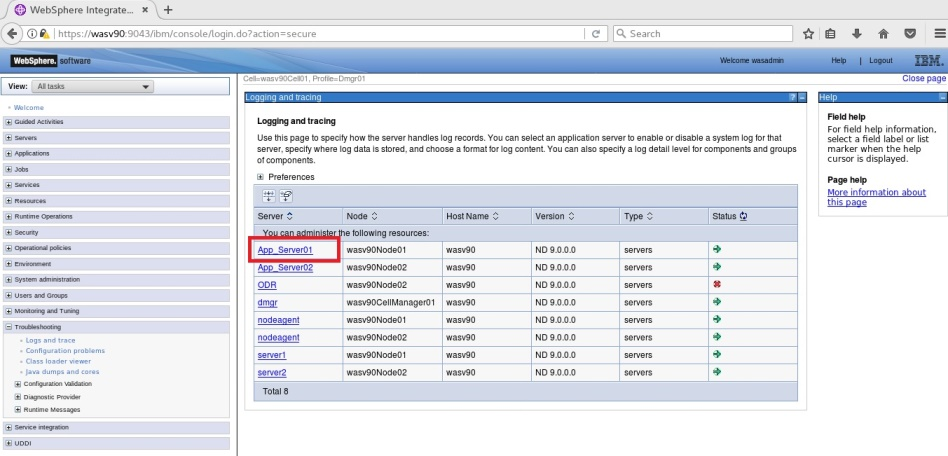 WebSphere Integrate... ×
https://wasv90:9043/ibm/console/login.do?action=secure
Search
WebSphere. software
Welcome wasadmin
Help | Logout
IBM.
View: All tasks
Cell=wasv90Cell01, Profile=Dmgr01
Close page
Welcome
Guided Activities
Servers
Applications
Jobs
Services
Resources
Runtime Operations
Security
Operational policies
Environment
System administration
Users and Groups
Monitoring and Tuning
Troubleshooting
Logs and trace
Configuration problems
Class loader viewer
Java dumps and cores
Configuration Validation
Diagnostic Provider
Runtime Messages
Service integration
UDDI
Logging and tracing
Logging and tracing
Use this page to specify how the server handles log records. You can select an application server to enable or disable a system log for that
server, specify where log data is stored, and choose a format for log content. You can also specify a log detail level for components and groups
of components.
Preferences
Server Node Host Name Version Type Status
You can administer the following resources:
App_Server01 wasv90Node01 wasv90 ND 9.0.0.0 servers
App_Server02 wasv90Node02 wasv90 ND 9.0.0.0 servers
ODR wasv90Node02 wasv90 ND 9.0.0.0 servers
dmgr wasv90CellManager01 wasv90 ND 9.0.0.0 servers
nodeagent wasv90Node01 wasv90 ND 9.0.0.0 servers
nodeagent wasv90Node02 wasv90 ND 9.0.0.0 servers
server1 wasv90Node01 wasv90 ND 9.0.0.0 servers
server2 wasv90Node02 wasv90 ND 9.0.0.0 servers
Total 8
Help
Field help
For field help information,
select a field label or list
marker when the help
cursor is displayed.
Page help
More information about
this page